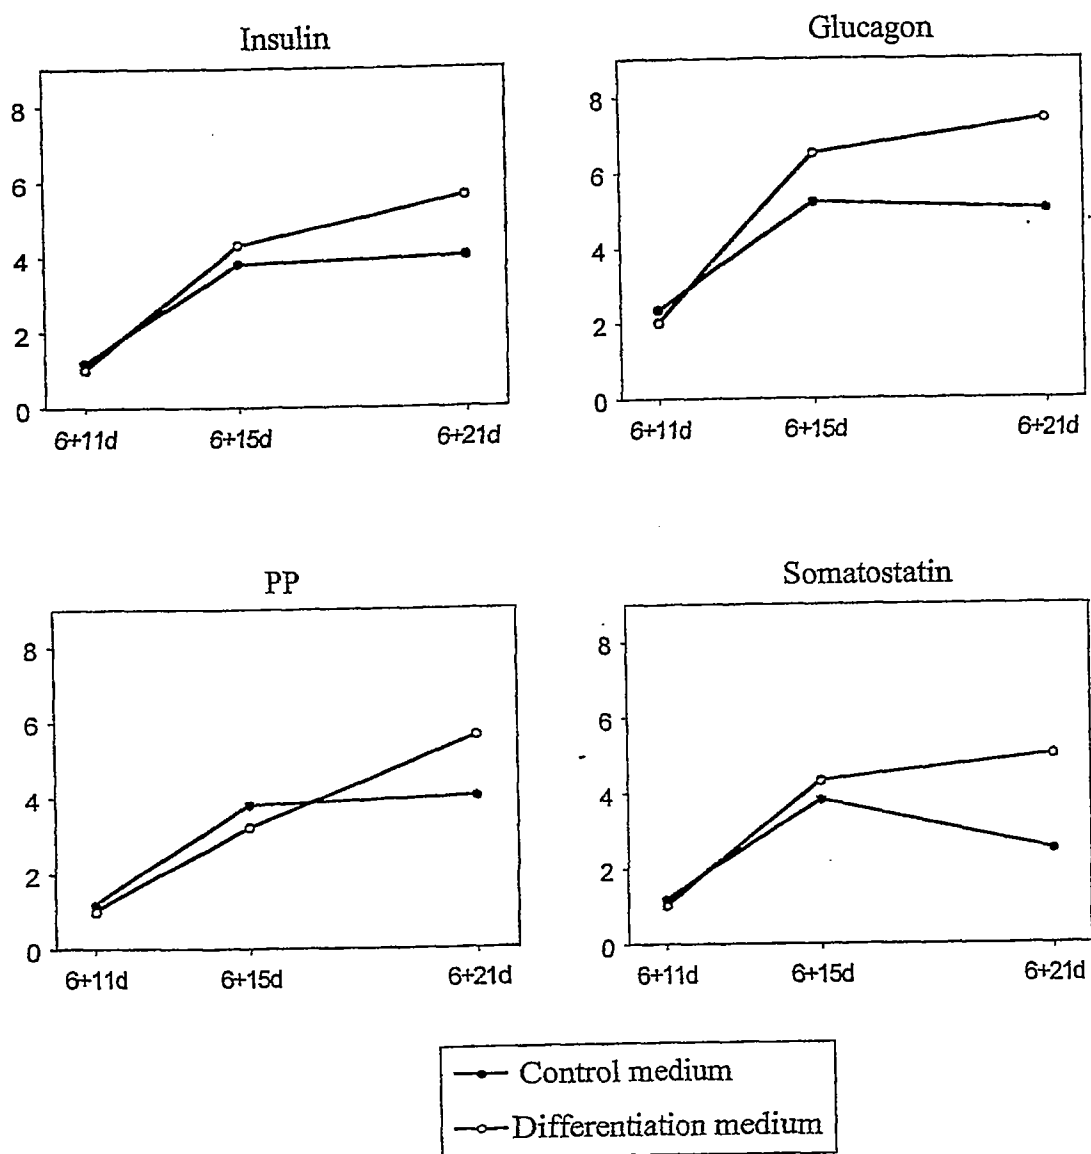 Insulin
8
6
4
2
0
6+11d 6+15d 6+21d
Glucagon
8
6
4
2
0
6+11d 6+15d 6+21d
PP
8
6
4
2
0
6+11d 6+15d 6+21d
Somatostatin
8
6
4
2
0
6+11d 6+15d 6+21d
Control medium
Differentiation medium